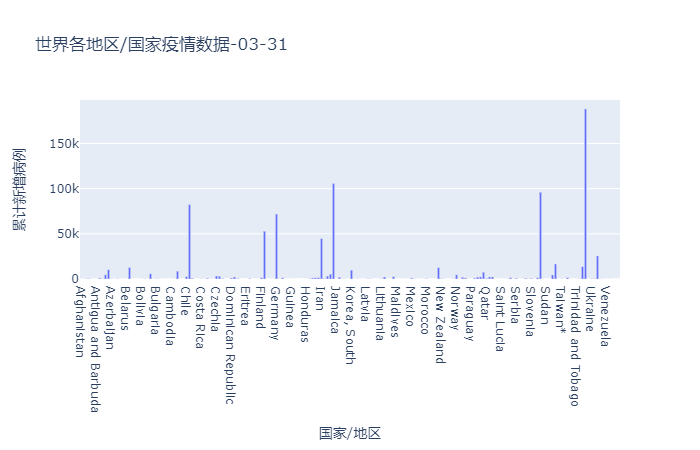 世界各地区/国家疫情数据-03-31
累计新增病例
150k
100k
50k
0
Afghanistan
Antigua and Barbuda
Azerbaijan
Belarus
Bolivia
Bulgaria
Cambodia
Chile
Costa Rica
Czechia
Dominican Republic
Eritrea
Finland
Germany
Guinea
Honduras
Iran
Jamaica
Korea, South
Latvia
Lithuania
Maldives
Mexico
Morocco
New Zealand
Norway
Paraguay
Qatar
Saint Lucia
Serbia
Slovenia
Sudan
Taiwan*
Trinidad and Tobago
Ukraine
Venezuela
国家/地区